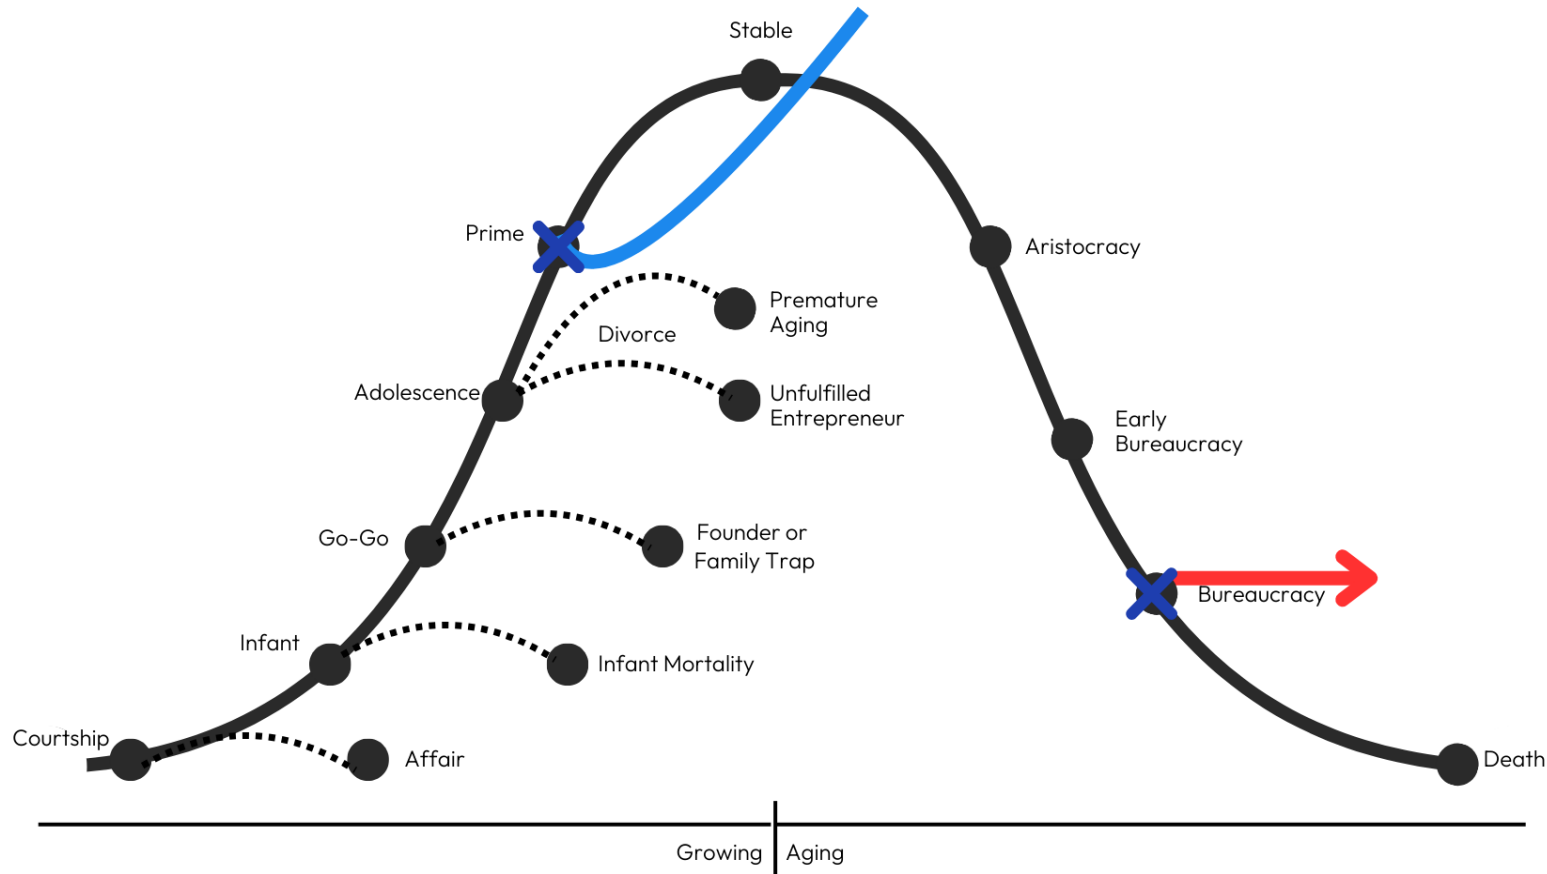 Stable
Prime
Aristocracy
Premature
Aging
Divorce
Adolescence
Unfulfilled
Entrepreneur
Early
Bureaucracy
Go-Go
Founder or
Family Trap
Bureaucracy
Infant
Infant Mortality
Courtship
Affair
Death
Growing
Aging